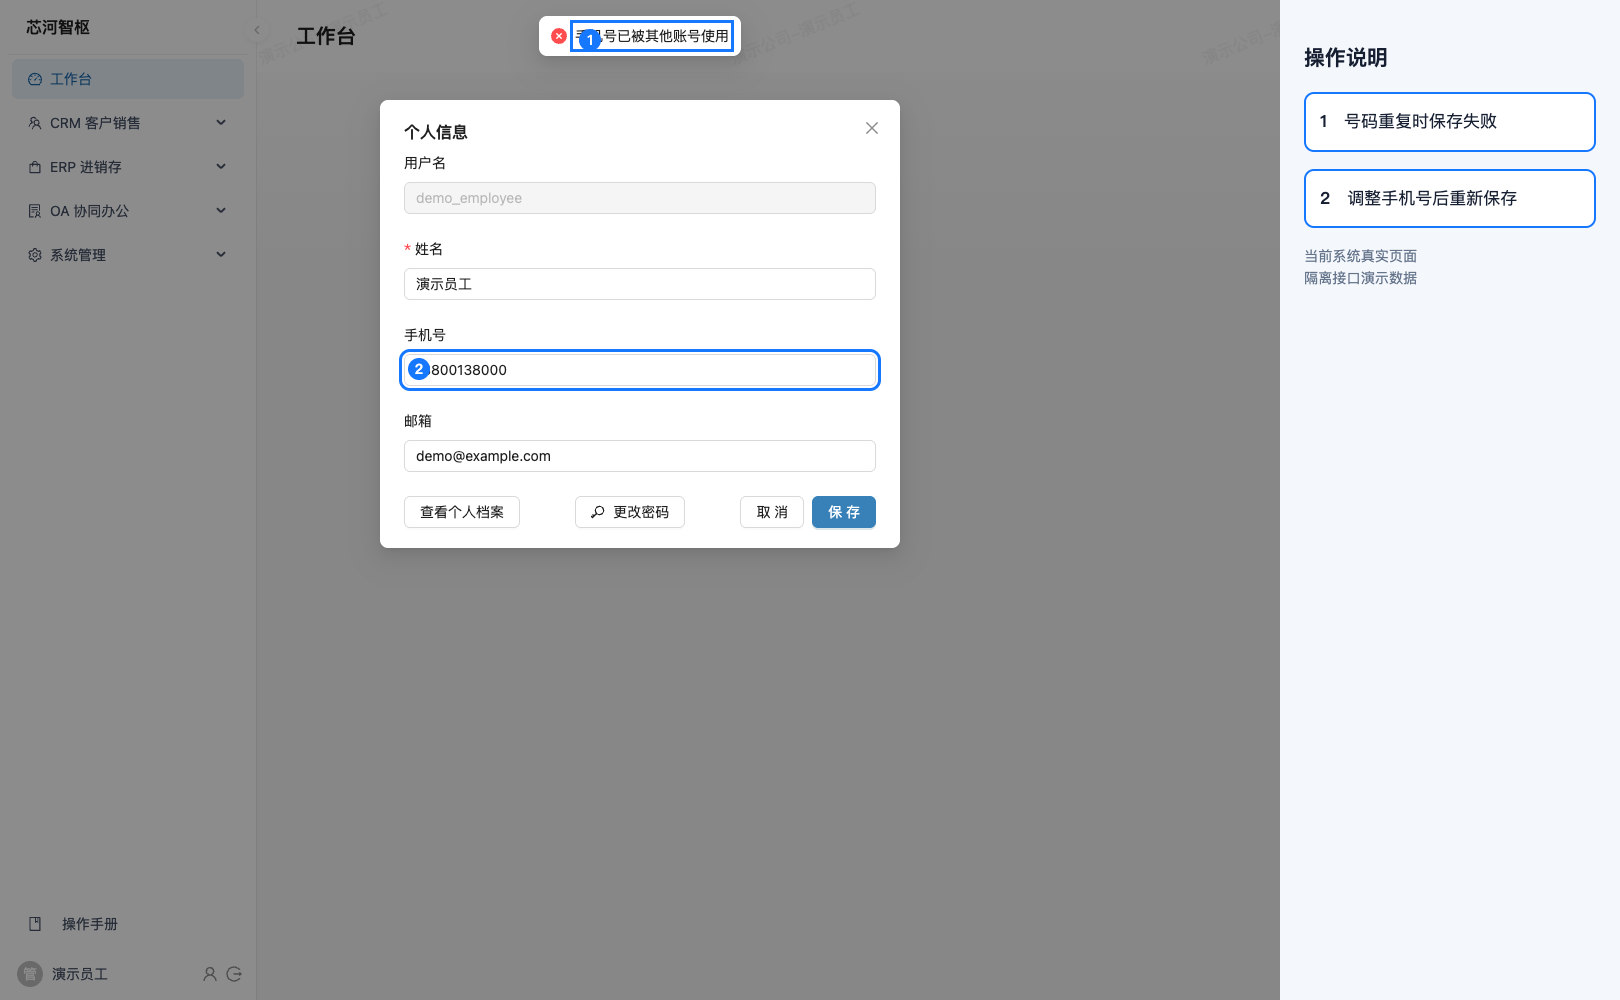 芯河智枢
工作台
CRM 客户销售
ERP 进销存
OA 协同办公
系统管理
操作手册
管 演示员工
工作台
号已被其他账号使用
1
个人信息
用户名
demo_employee
* 姓名
演示员工
手机号
2
800138000
邮箱
demo@example.com
查看个人档案
更改密码
取 消
保 存
操作说明
1 号码重复时保存失败
2 调整手机号后重新保存
当前系统真实页面
隔离接口演示数据